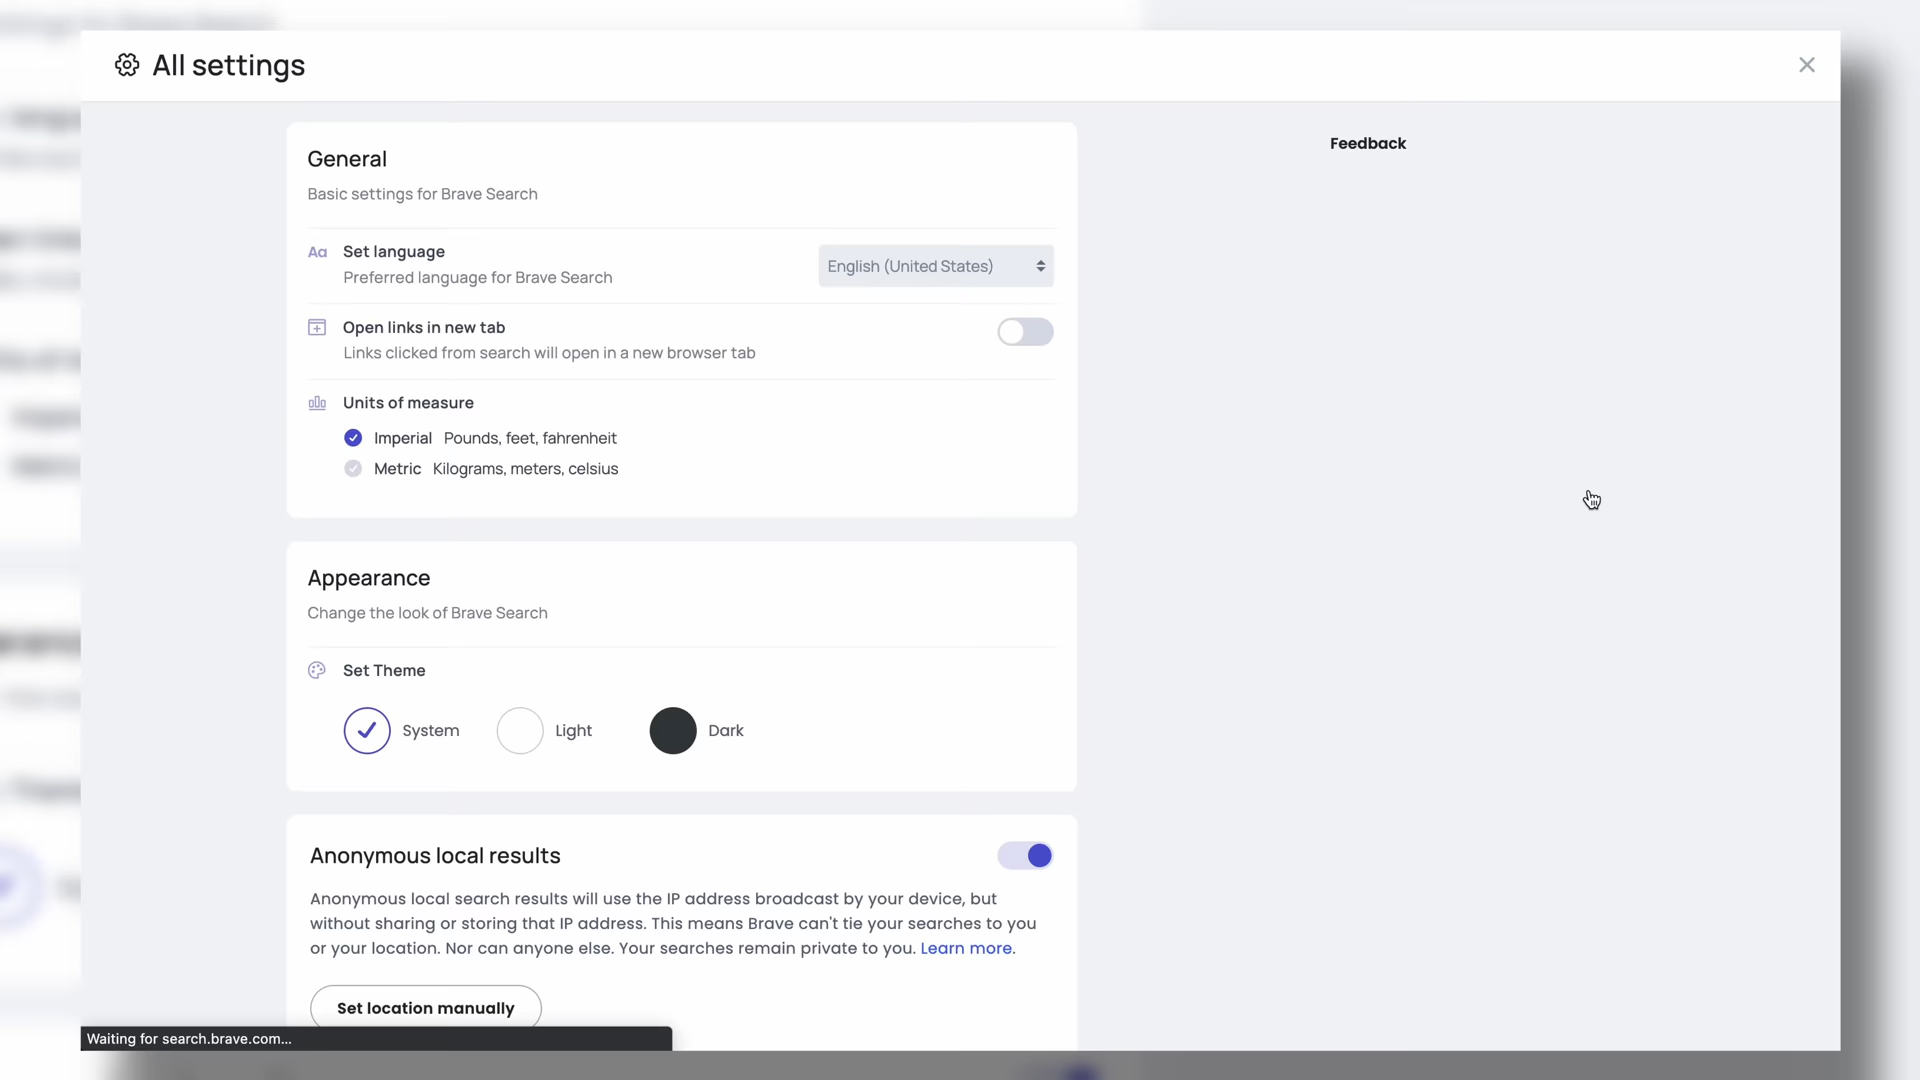 All settings
General
Basic settings for Brave Search
Feedback
Aa Set language
Preferred language for Brave Search
English (United States)
Open links in new tab
Links clicked from search will open in a new browser tab
Units of measure
Imperial Pounds, feet, fahrenheit
Metric Kilograms, meters, celsius
Appearance
Change the look of Brave Search
Set Theme
System Light Dark
Anonymous local results
Anonymous local search results will use the IP address broadcast by your device, but
without sharing or storing that IP address. This means Brave can't tie your searches to you
or your location. Nor can anyone else. Your searches remain private to you. Learn more.
Set location manually
Waiting for search.brave.com...